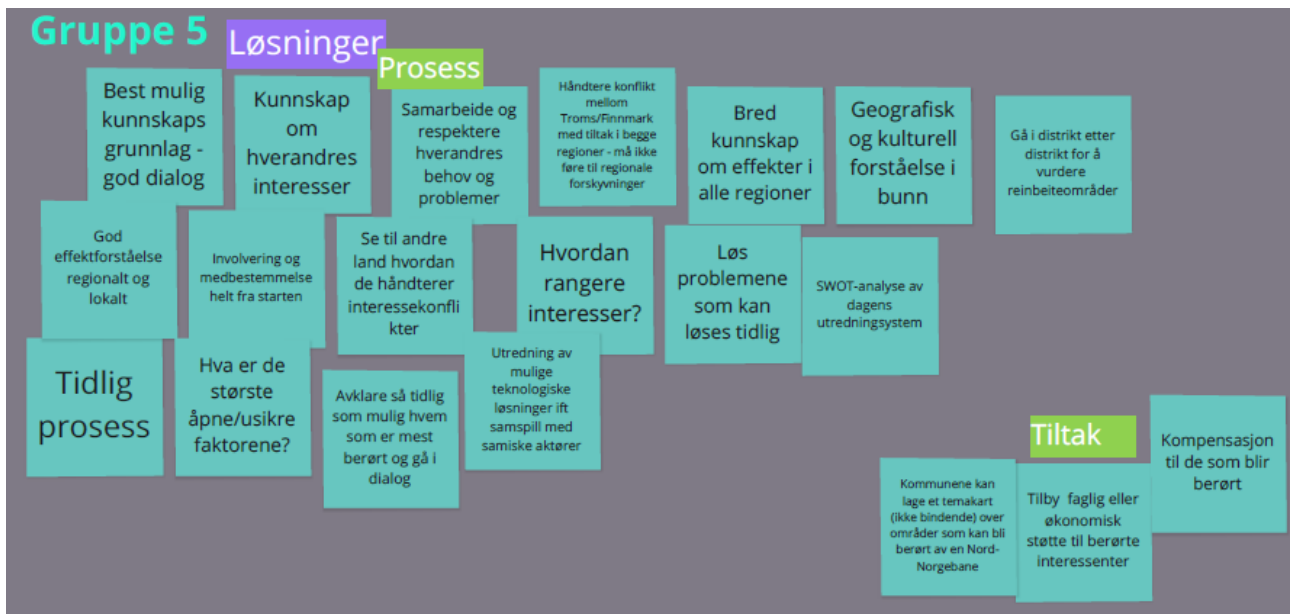 Gruppe 5
Løsninger
Prosess
Best mulig
kunnskaps
grunnlag -
god dialog
Kunnskap
om
hverandres
interesser
Samarbeide og
respektere
hverandres
behov og
problemer
Håndtere konflikt
mellom
Troms/Finnmark
med tiltak i begge
regioner - må ikke
føre til regionale
forskyvninger
Bred
kunnskap
om effekter i
alle regioner
Geografisk
og kulturell
forståelse i
bunn
Gå i distrikt etter
distrikt for å
vurdere
reinbeiteområder
God
effektforståelse
regionalt og
lokalt
Involvering og
medbestemmelse
helt fra starten
Se til andre
land hvordan
de håndterer
interessekonfli
kter
Hvordan
rangere
interesser?
Løs
problemene
som kan
løses tidlig
SWOT-analyse av
dagens
utredningsystem
Tidlig
prosess
Hva er de
største
åpne/usikre
faktorene?
Avklare så tidlig
som mulig hvem
som er mest
berørt og gå i
dialog
Utredning av
mulige
teknologiske
løsninger ift
samspill med
samiske aktører
Tiltak
Kommunene kan
lage et temakart
(ikke bindende) over
områder som kan bli
berørt av en Nord-
Norgebane
Tilby faglig eller
økonomisk
støtte til berørte
interessenter
Kompensasjon
til de som blir
berørt